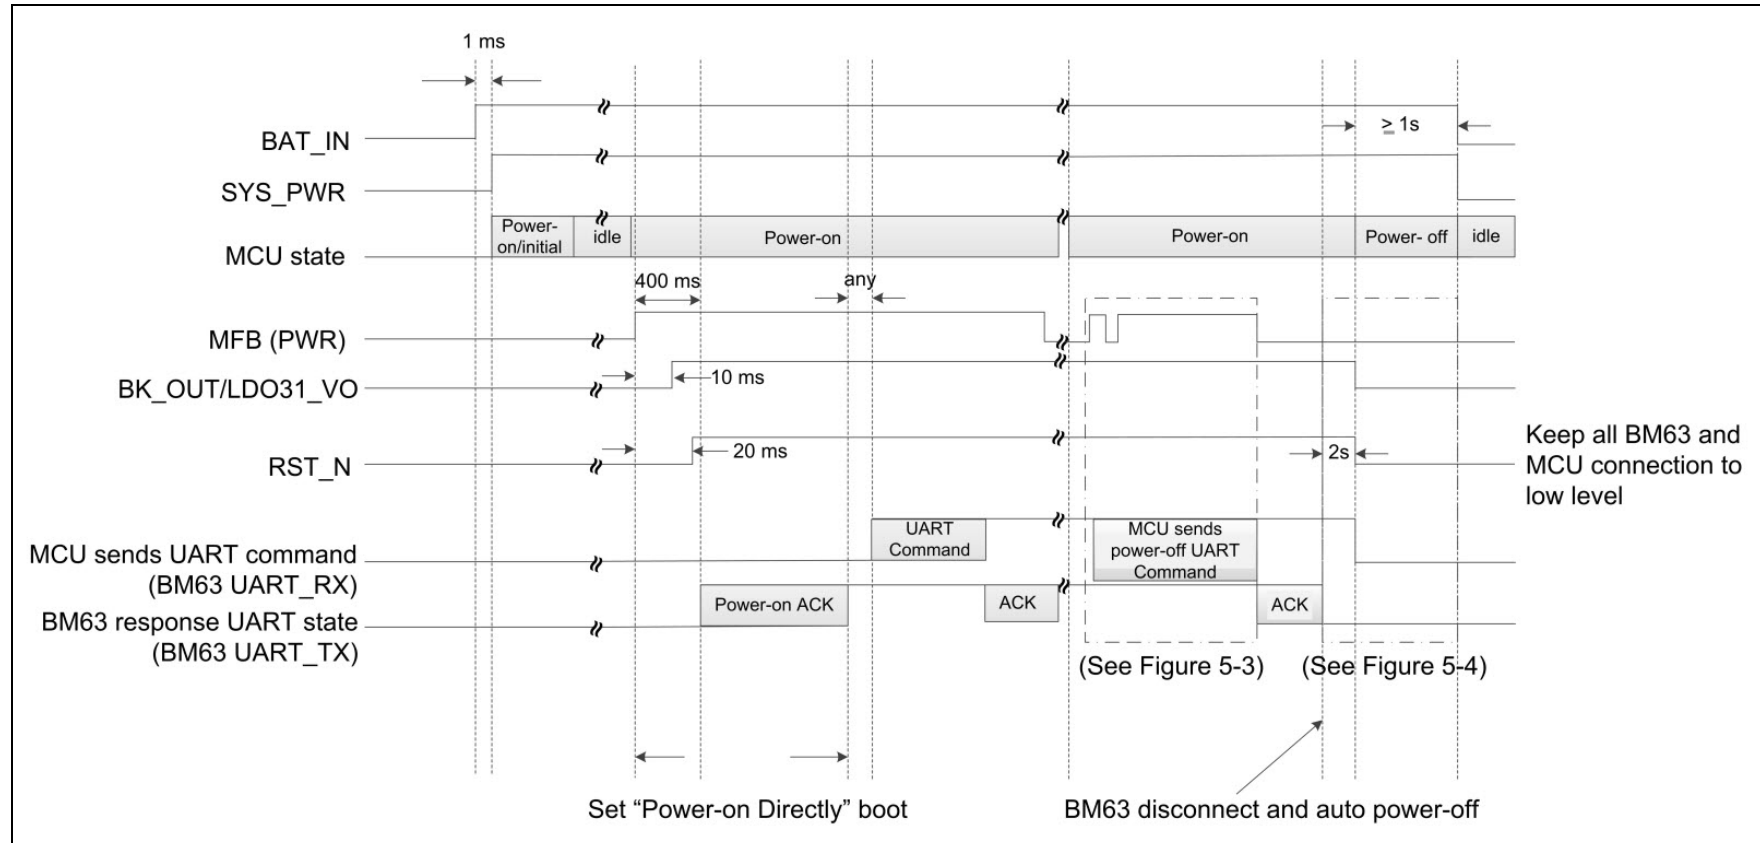 1 ms
BAT_IN
≥ 1s
SYS_PWR
MCU state
Power-
on/initial
idle
Power-on
Power-on
Power- off
idle
400 ms
any
MFB (PWR)
BK_OUT/LDO31_VO
10 ms
RST_N
20 ms
2s
Keep all BM63 and
MCU connection to
low level
MCU sends UART command
(BM63 UART_RX)
UART
Command
MCU sends
power-off UART
Command
BM63 response UART state
(BM63 UART_TX)
Power-on ACK
ACK
ACK
(See Figure 5-3)
(See Figure 5-4)
Set “Power-on Directly” boot
BM63 disconnect and auto power-off